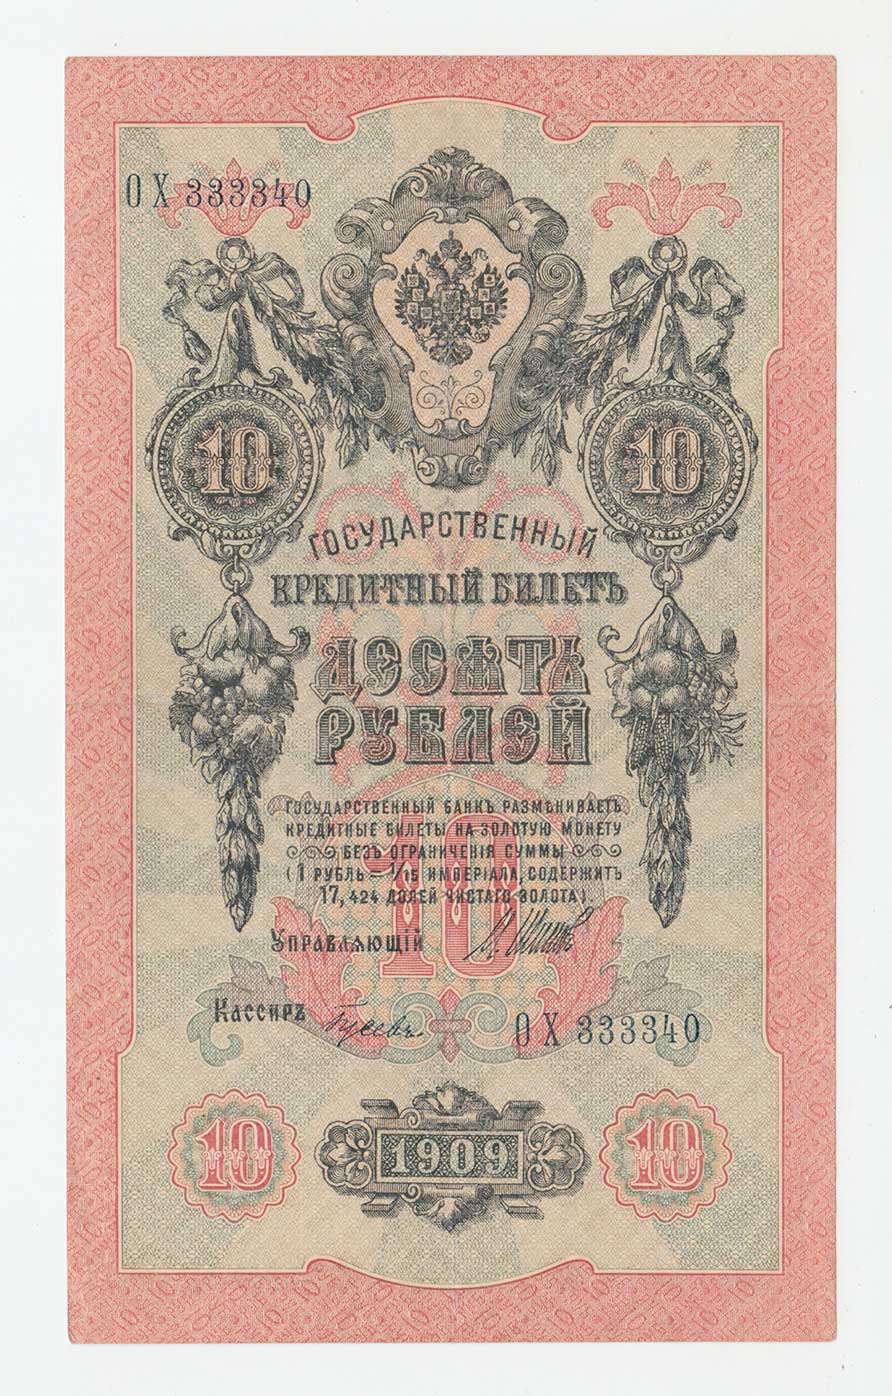 ОХ 333340
10 10
ГОСУДАРСТВЕННЫЙ
КРЕДИТНЫЙ БИЛЕТЪ
ДЕСЯТЬ
РУБЛЕЙ
ГОСУДАРСТВЕННЫЙ БАНКЪ РАЗМѢНИВАЕТЪ
КРЕДИТНЫЕ БИЛЕТЫ НА ЗОЛОТУЮ МОНЕТУ
БЕЗЪ ОГРАНИЧЕНІЯ СУММЫ
(1 РУБЛЬ = 1/15 ИМПЕРІАЛА, СОДЕРЖИТЪ
17,424 ДОЛЕЙ ЧИСТАГО ЗОЛОТА)
10
УПРАВЛЯЮЩІЙ
Кассиръ Гусевъ
ОХ 333340
10 1909 10